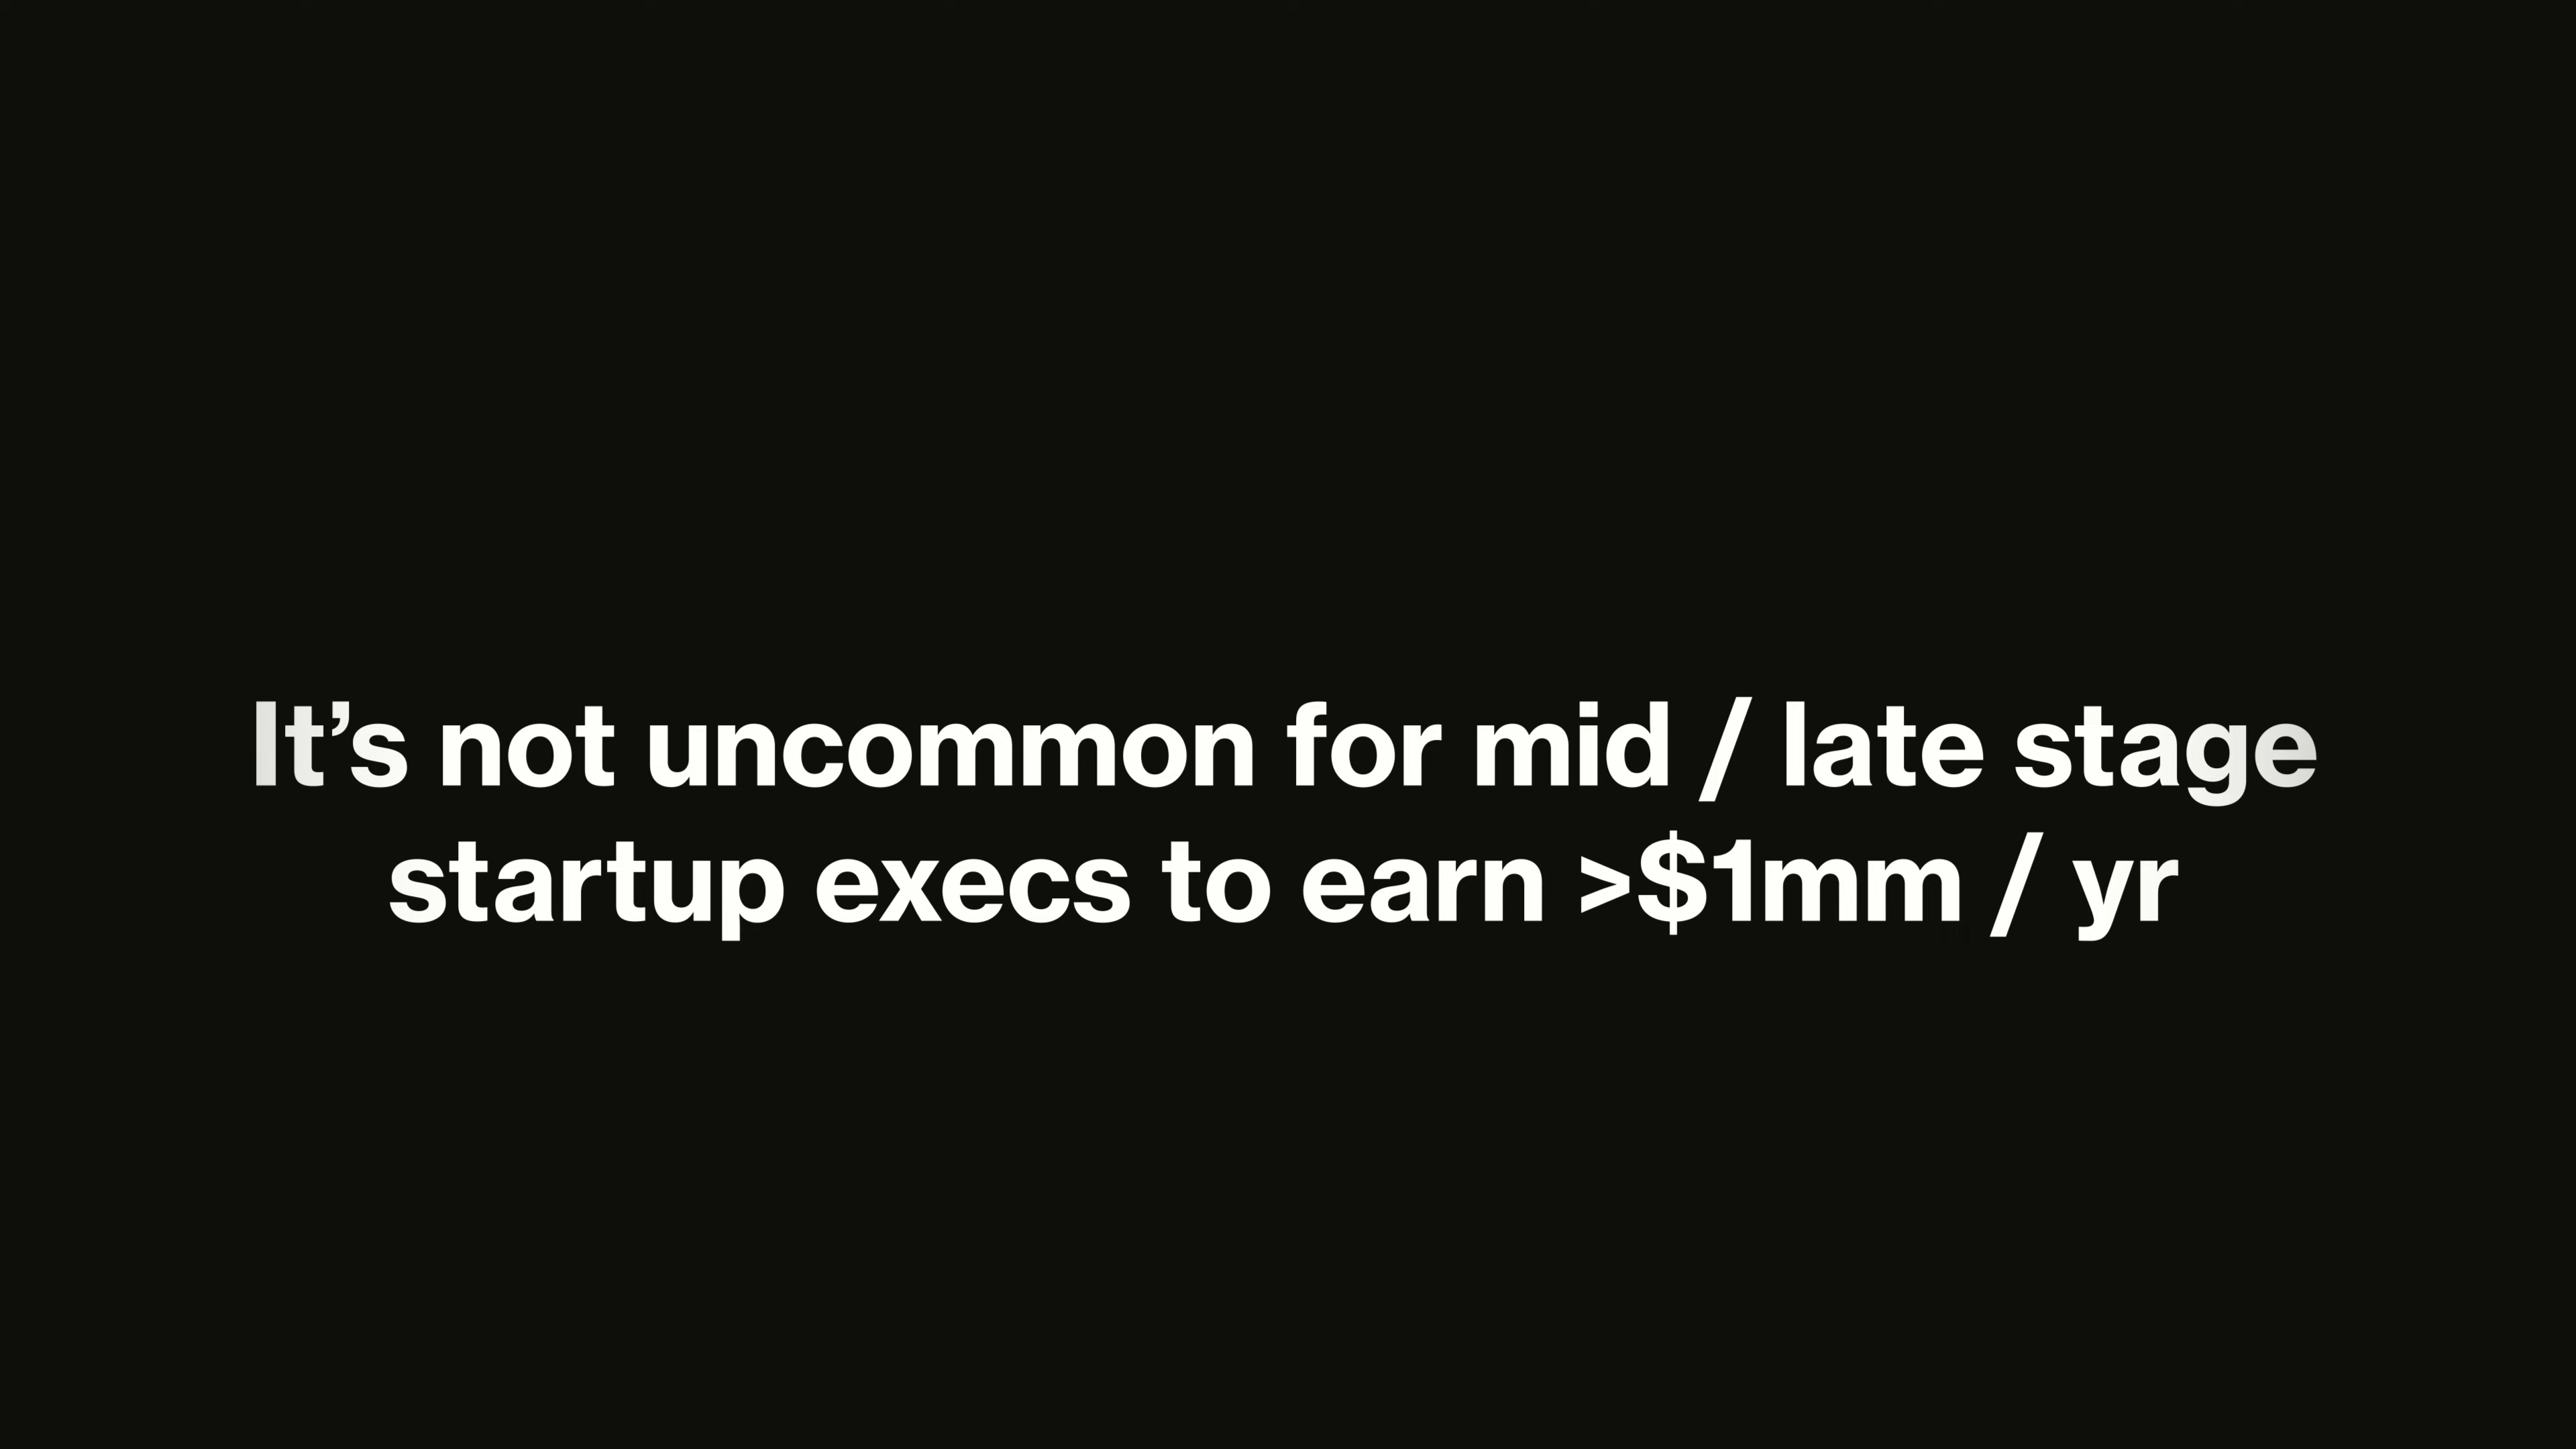 It’s not uncommon for mid / late stage
startup execs to earn >$1mm / yr